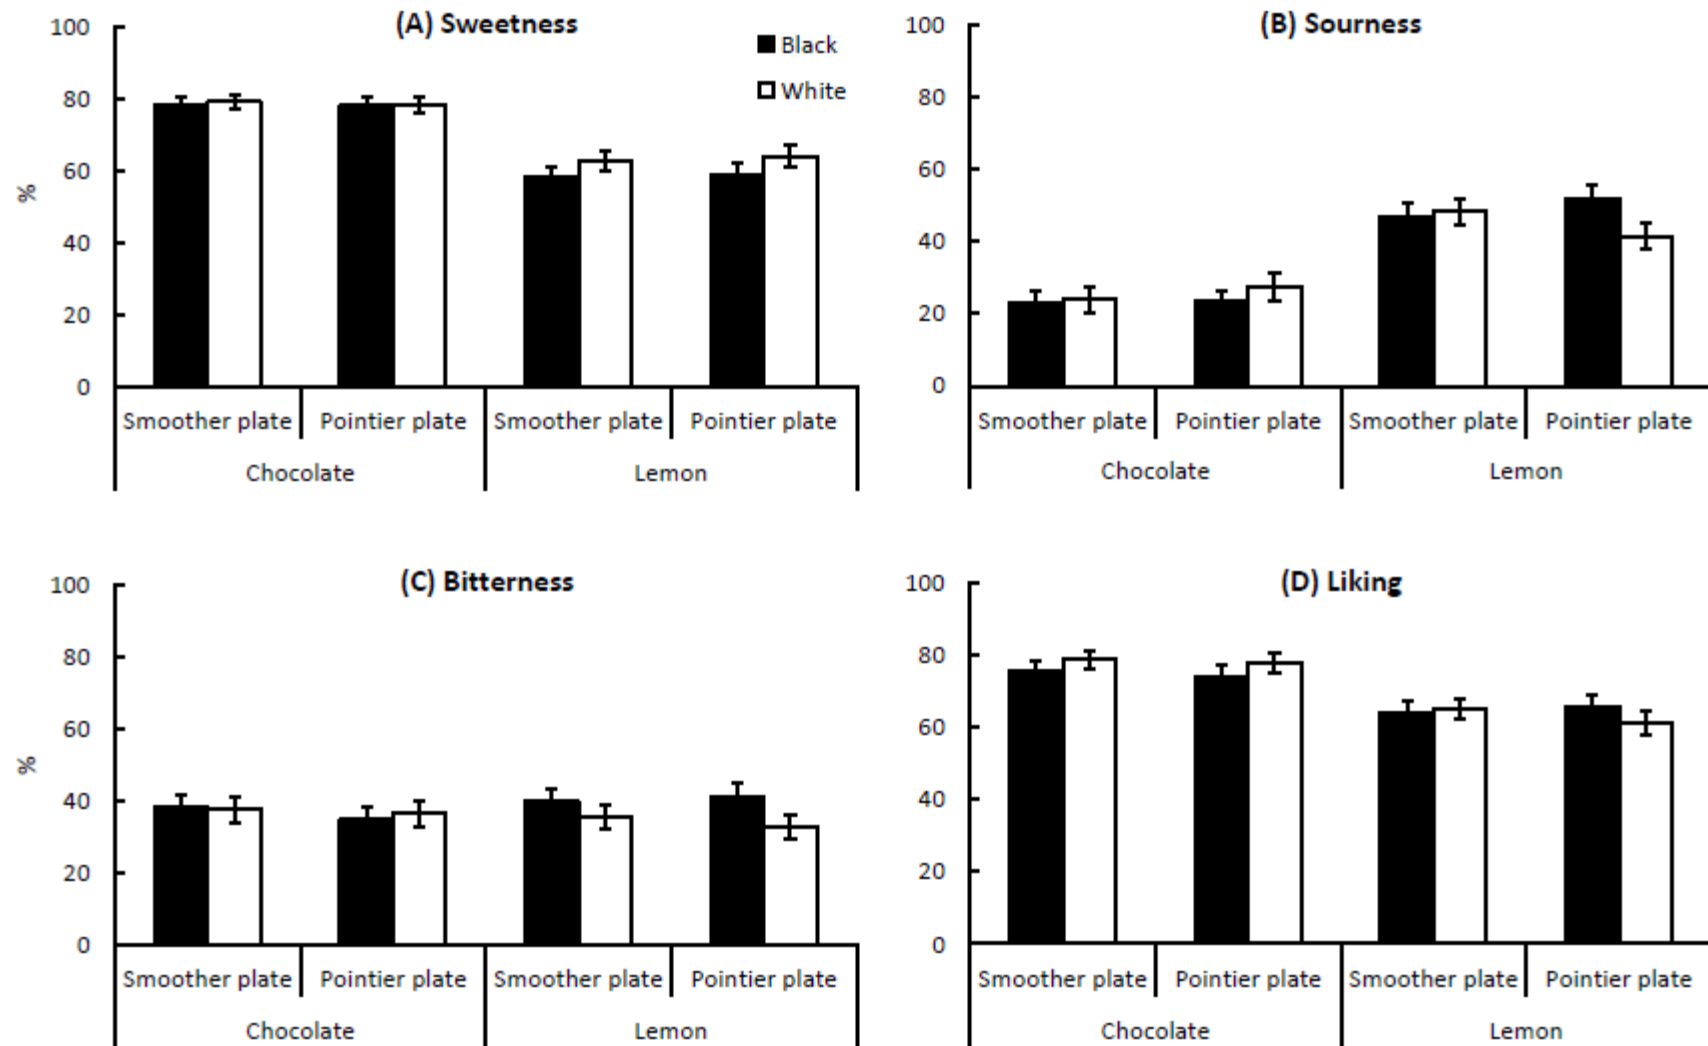 (A) Sweetness
Black
White
100
80
60
40
20
0
%
Smoother plate Pointier plate Smoother plate Pointier plate
Chocolate Lemon
(B) Sourness
100
80
60
40
20
0
Smoother plate Pointier plate Smoother plate Pointier plate
Chocolate Lemon
(C) Bitterness
100
80
60
40
20
0
%
Smoother plate Pointier plate Smoother plate Pointier plate
Chocolate Lemon
(D) Liking
100
80
60
40
20
0
Smoother plate Pointier plate Smoother plate Pointier plate
Chocolate Lemon